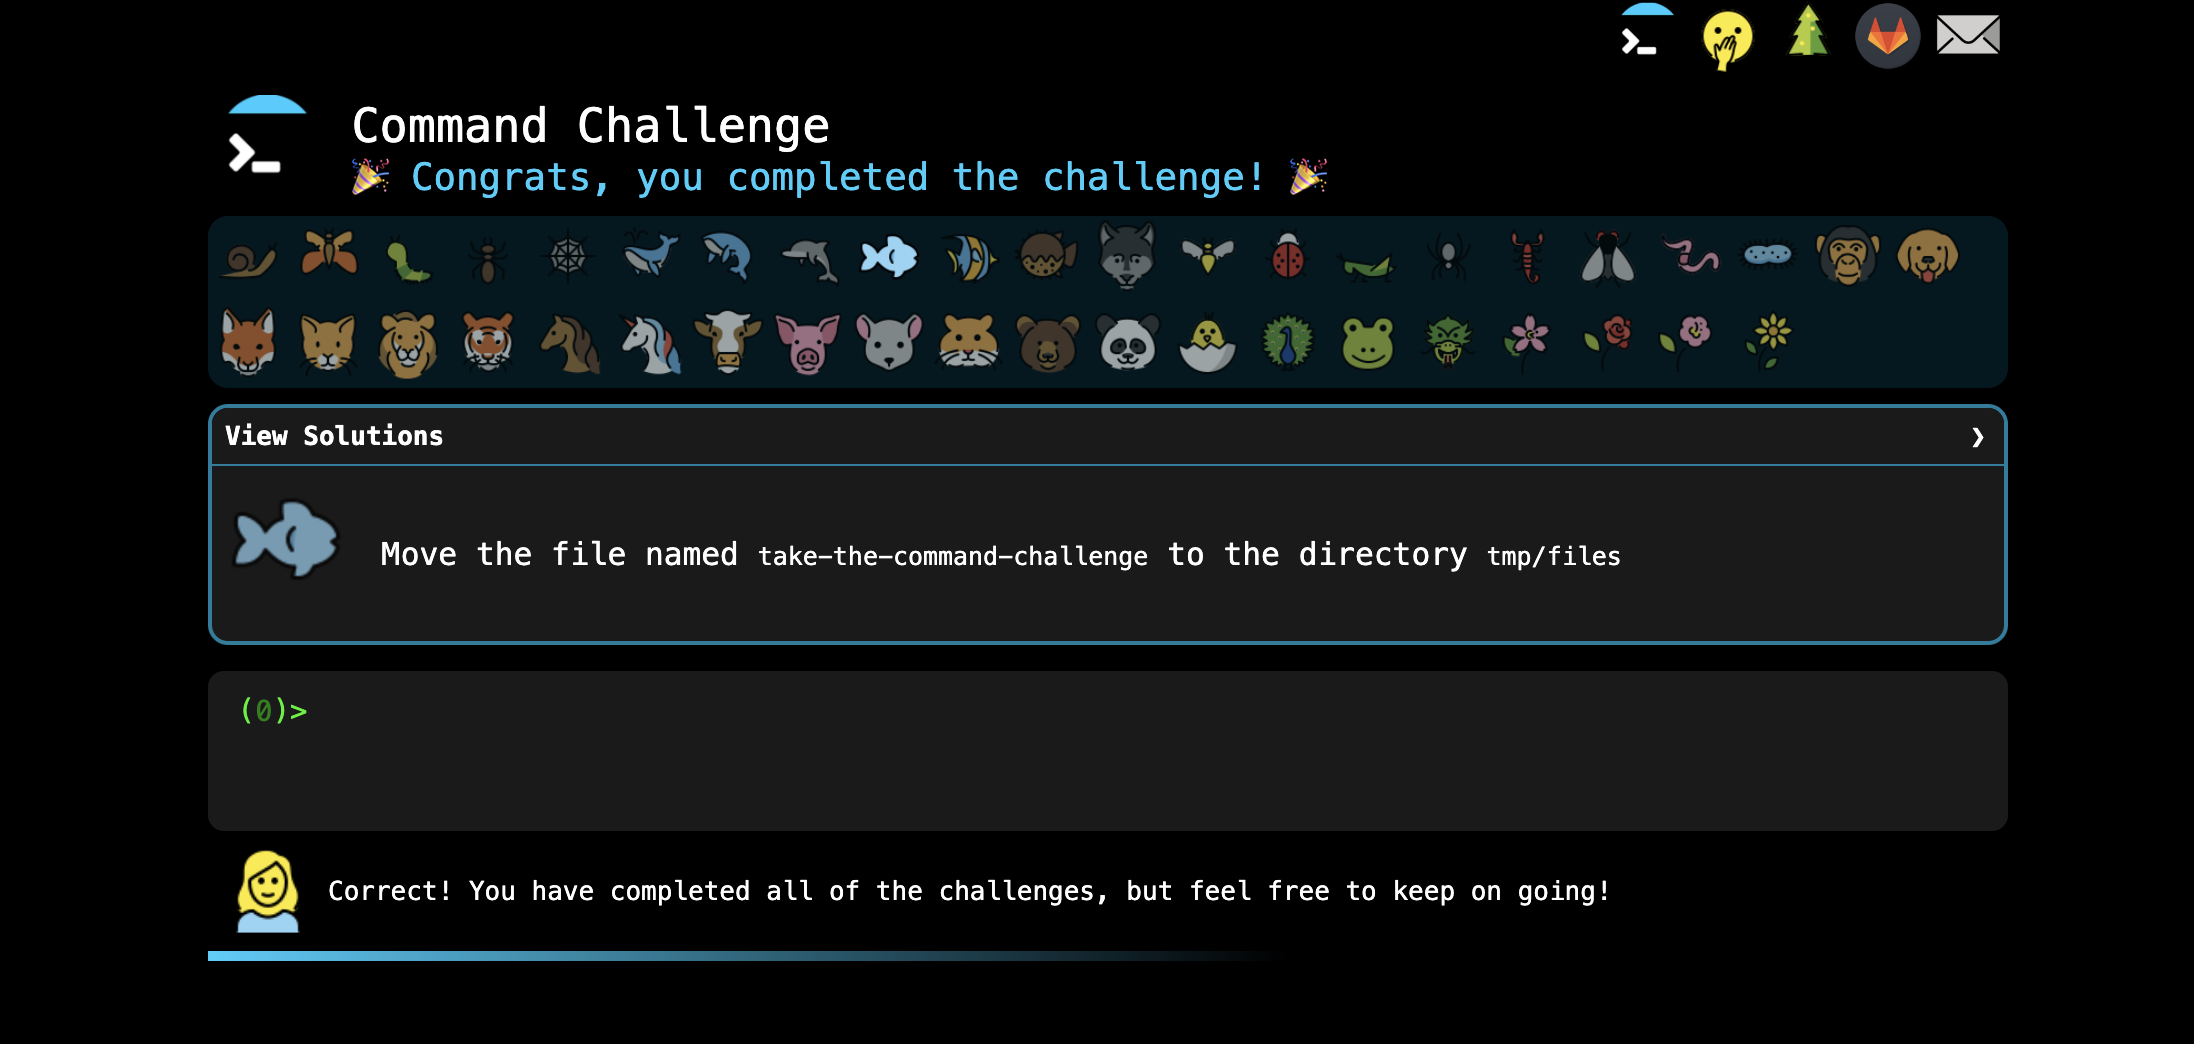 Command Challenge
Congrats, you completed the challenge!
View Solutions
Move the file named take-the-command-challenge to the directory tmp/files
(0)>
Correct! You have completed all of the challenges, but feel free to keep on going!